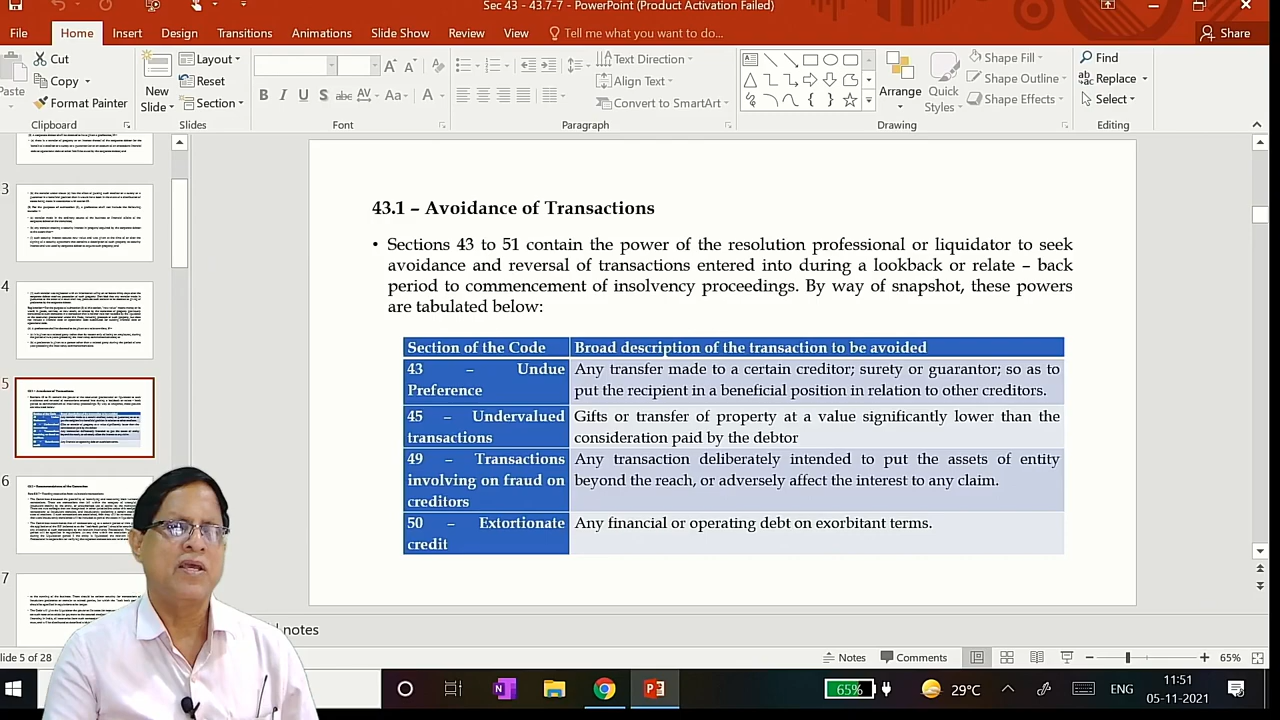 Sec 43 - 43.7-7 - PowerPoint (Product Activation Failed)
File Home Insert Design Transitions Animations Slide Show Review View Tell me what you want to do... Share
Cut
Copy
Format Painter
Paste
Clipboard
New
Slide
Layout
Reset
Section
Slides
B I U S abc AV Aa A
Font
Text Direction
Align Text
Convert to SmartArt
Paragraph
Arrange
Quick
Styles
Shape Fill
Shape Outline
Shape Effects
Drawing
Find
Replace
Select
Editing
3
4
5
6
7
43.1 – Avoidance of Transactions
• Sections 43 to 51 contain the power of the resolution professional or liquidator to seek
avoidance and reversal of transactions entered into during a lookback or relate – back
period to commencement of insolvency proceedings. By way of snapshot, these powers
are tabulated below:
Section of the Code Broad description of the transaction to be avoided
43 – Undue
Preference
Any transfer made to a certain creditor; surety or guarantor; so as to
put the recipient in a beneficial position in relation to other creditors.
45 – Undervalued
transactions
Gifts or transfer of property at a value significantly lower than the
consideration paid by the debtor
49 – Transactions
involving on fraud on
creditors
Any transaction deliberately intended to put the assets of entity
beyond the reach, or adversely affect the interest to any claim.
50 – Extortionate
credit
Any financial or operating debt on exorbitant terms.
notes
lide 5 of 28 Notes Comments 65%
65% 29°C ENG 11:51
05-11-2021